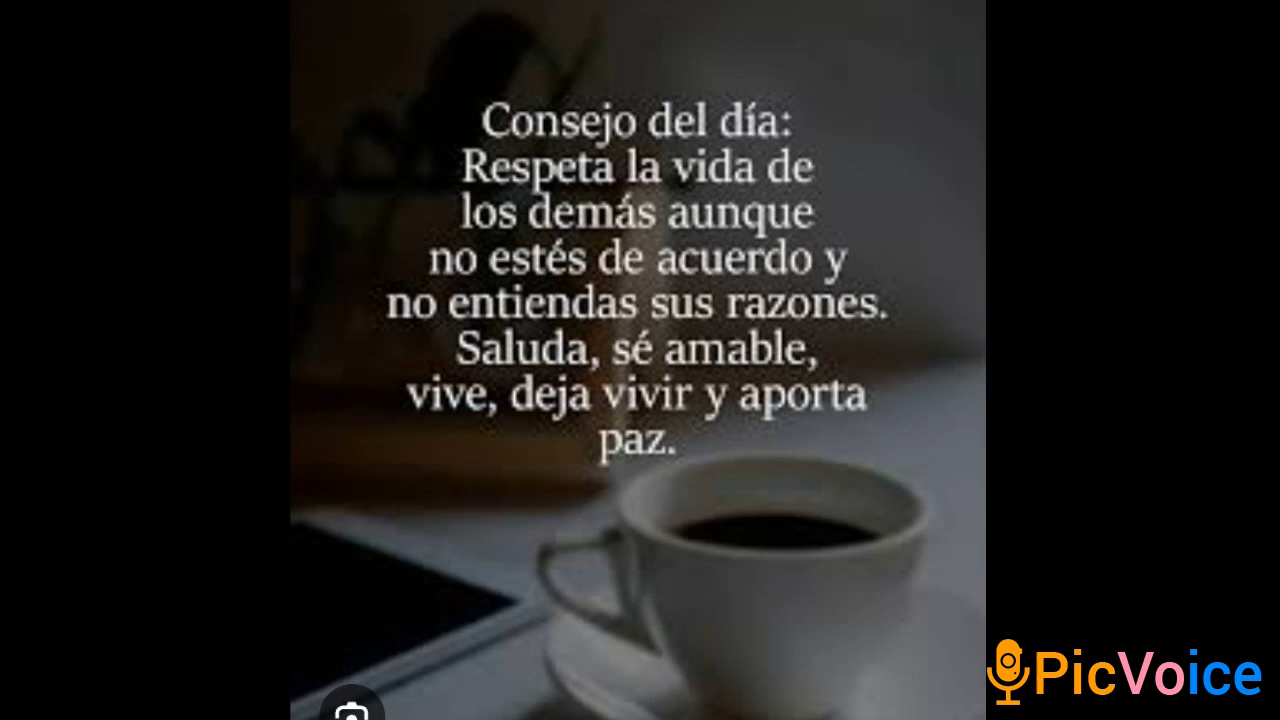 Consejo del día:
Respeta la vida de
los demás aunque
no estés de acuerdo y
no entiendas sus razones.
Saluda, sé amable,
vive, deja vivir y aporta
paz.
PicVoice